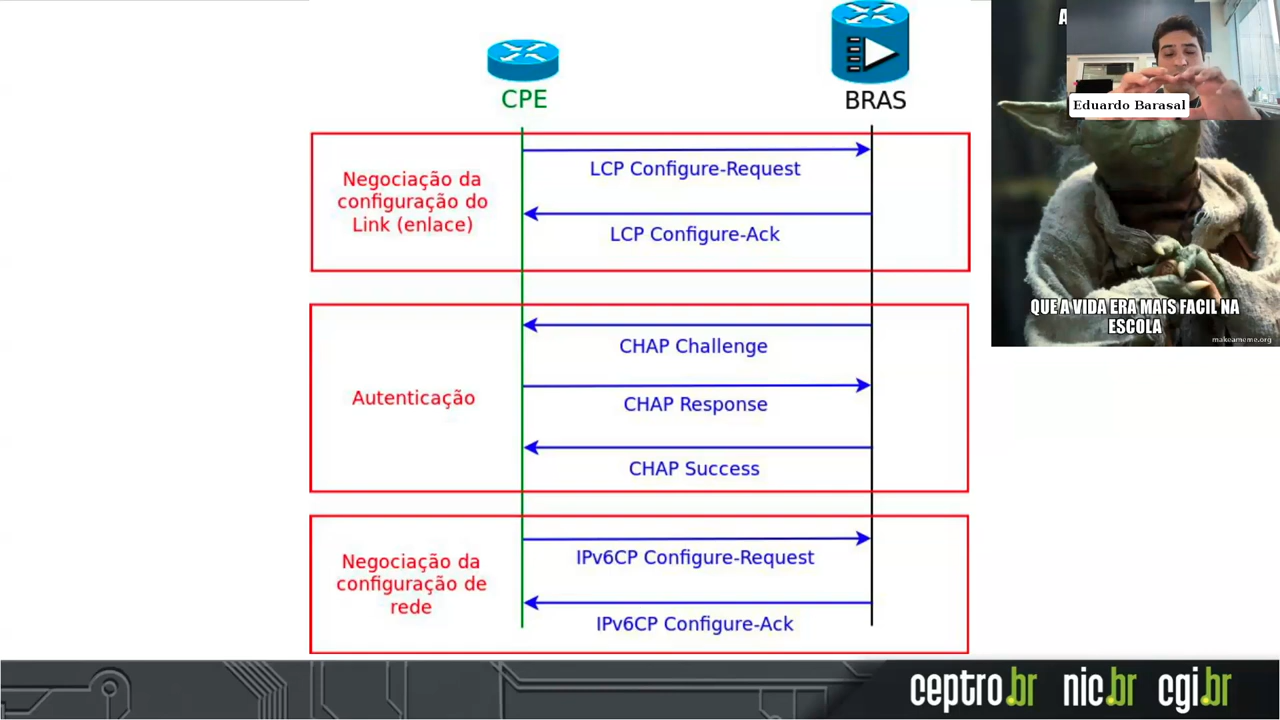 CPE
BRAS
Eduardo Barasal
Negociação da
configuração do
Link (enlace)
LCP Configure-Request
LCP Configure-Ack
QUE A VIDA ERA MAIS FACIL NA
ESCOLA
makeameme.org
Autenticação
CHAP Challenge
CHAP Response
CHAP Success
Negociação da
configuração de
rede
IPv6CP Configure-Request
IPv6CP Configure-Ack
ceptro.br nic.br cgi.br